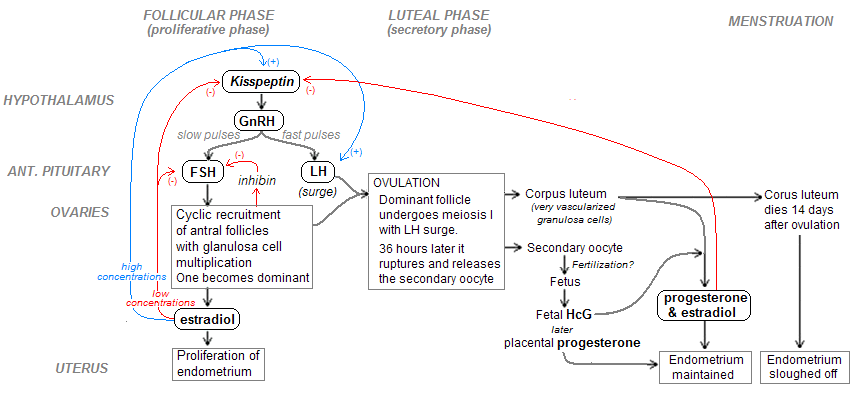 FOLLICULAR PHASE
(proliferative phase)
LUTEAL PHASE
(secretory phase)
MENSTRUATION
HYPOTHALAMUS
ANT. PITUITARY
OVARIES
UTERUS
(+)
Kisspeptin
(-)
(-)
GnRH
slow pulses
fast pulses
(+)
(-)
FSH
(-)
inhibin
LH
(surge)
Cyclic recruitment
of antral follicles
with glanulosa cell
multiplication
One becomes dominant
high
concentrations
low
concentrations
estradiol
Proliferation of
endometrium
OVULATION
Dominant follicle
undergoes meiosis I
with LH surge.
36 hours later it
ruptures and releases
the secondary oocyte
Corpus luteum
(very vascularized
granulosa cells)
Secondary oocyte
Fertilization?
Fetus
Fetal HcG
later
placental progesterone
progesterone
& estradiol
Endometrium
maintained
Corus luteum
dies 14 days
after ovulation
Endometrium
sloughed off